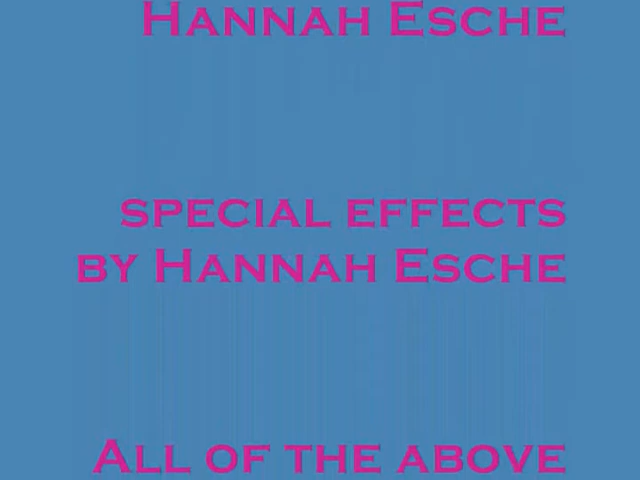 Hannah Esche
special effects
by Hannah Esche
All of the above